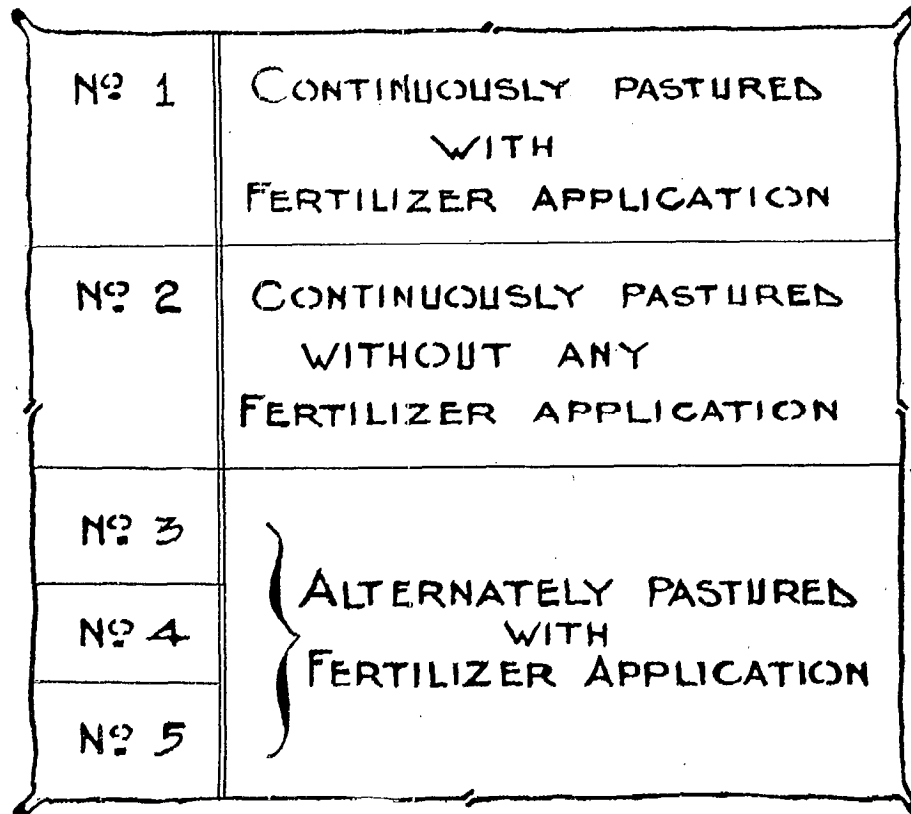 Nº 1 CONTINUOUSLY PASTURED
WITH
FERTILIZER APPLICATION
Nº 2 CONTINUOUSLY PASTURED
WITHOUT ANY
FERTILIZER APPLICATION
Nº 3
Nº 4
Nº 5
ALTERNATELY PASTURED
WITH
FERTILIZER APPLICATION